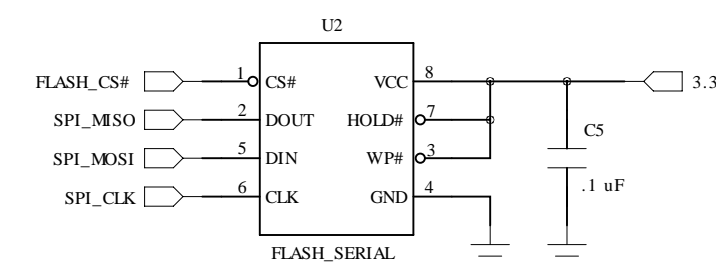 U2
FLASH_CS# 1 CS# VCC 8 3.3
SPI_MISO 2 DOUT HOLD# 7
SPI_MOSI 5 DIN WP# 3
SPI_CLK 6 CLK GND 4
C5
.1 uF
FLASH_SERIAL